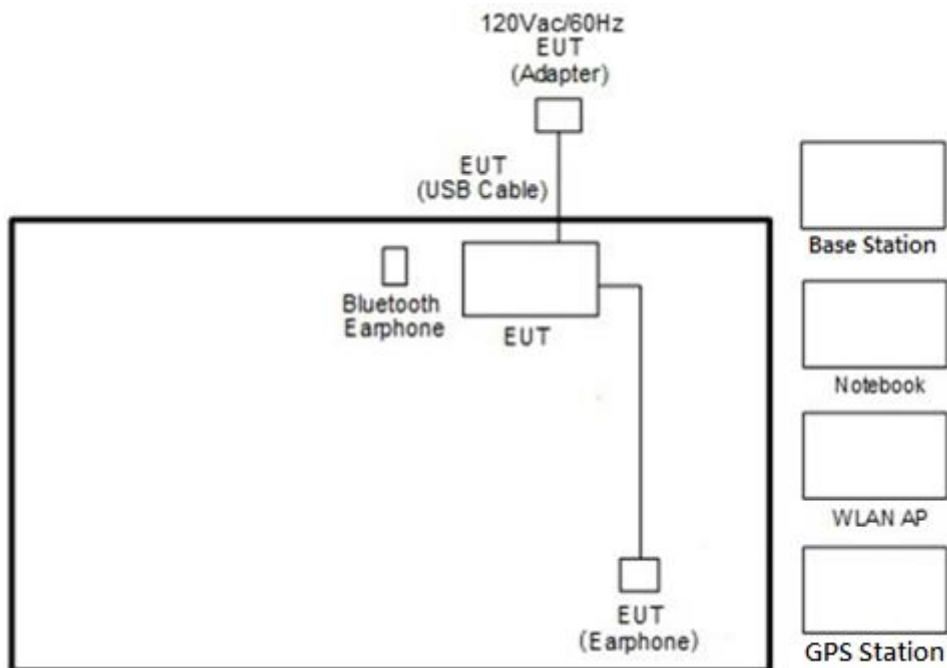 120Vac/60Hz
EUT
(Adapter)
EUT
(USB Cable)
Base Station
Bluetooth
Earphone
EUT
Notebook
WLAN AP
EUT
(Earphone)
GPS Station